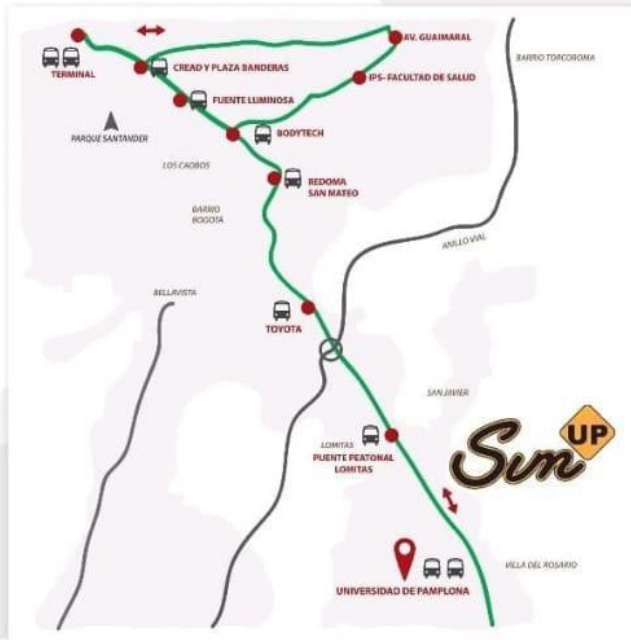 AV. GUAIMARAL
BARRIO TORCOROMA
CREAD Y PLAZA BANDERAS
TERMINAL
IPS- FACULTAD DE SALUD
FUENTE LUMINOSA
PARQUE SANTANDER
BODYTECH
LOS CAOBOS
REDOMA
SAN MATEO
BARRIO
BOGOTA
ANILLO VIAL
BELLAVISTA
TOYOTA
SAN JAVIER
Sun UP
LOMITAS
PUENTE PEATONAL
LOMITAS
VILLA DEL ROSARIO
UNIVERSIDAD DE PAMPLONA